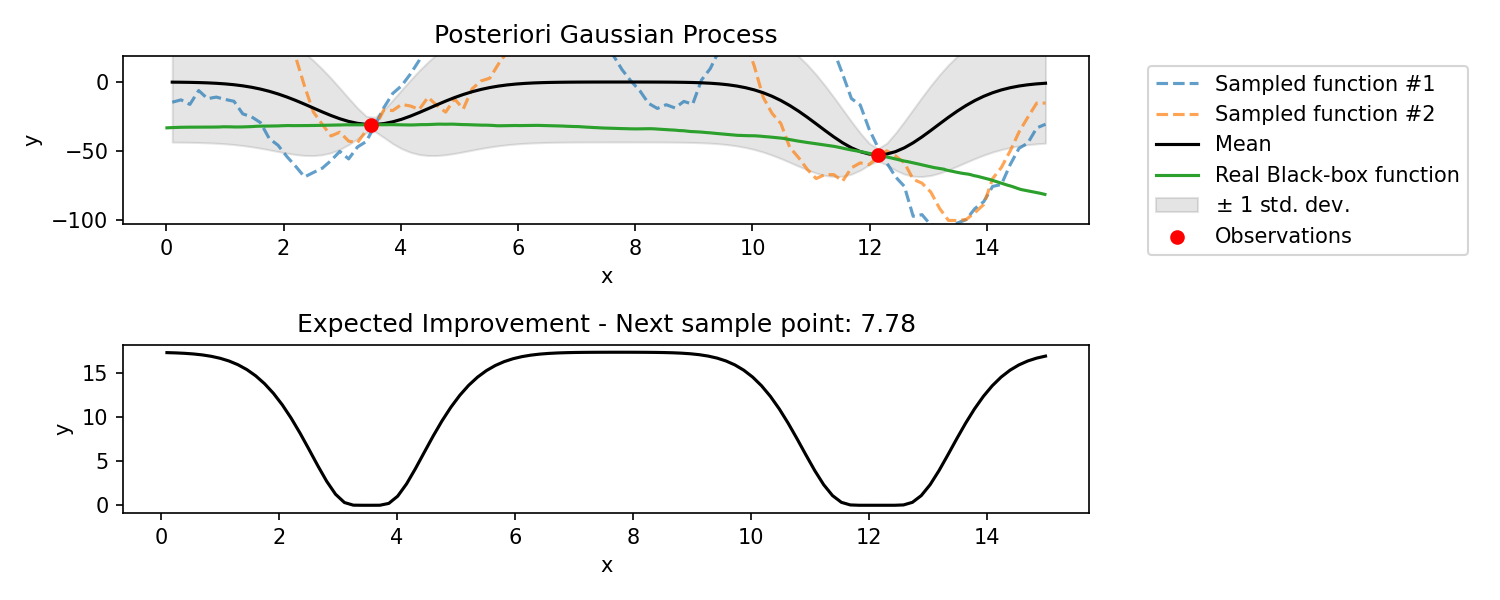 Posteriori Gaussian Process
0
−50
−100
y
0 2 4 6 8 10 12 14
x
Sampled function #1
Sampled function #2
Mean
Real Black-box function
± 1 std. dev.
Observations
Expected Improvement - Next sample point: 7.78
15
10
5
0
y
0 2 4 6 8 10 12 14
x